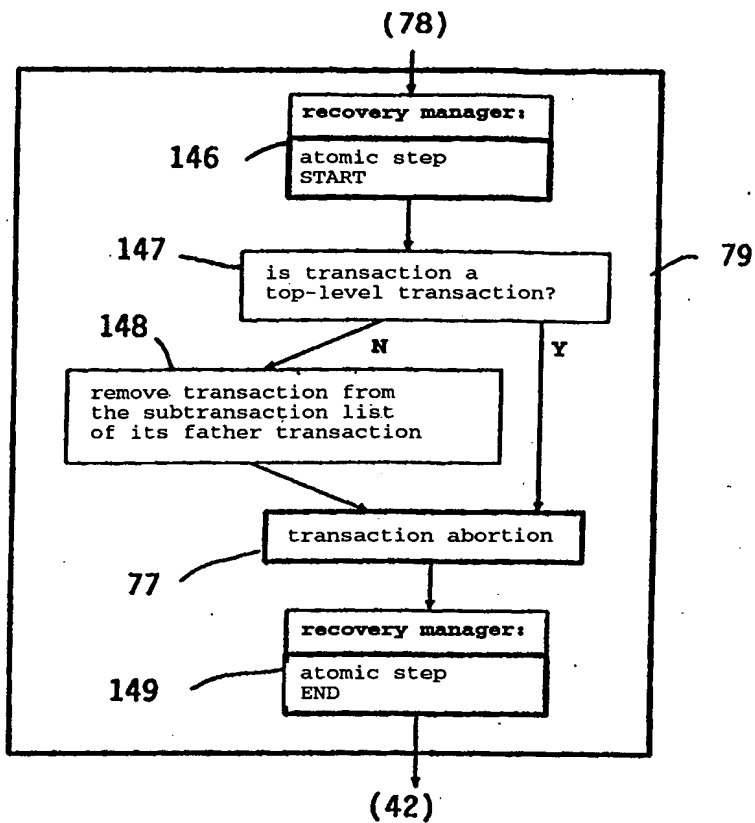 (78)
recovery manager:
146
atomic step
START
147
is transaction a
top-level transaction?
79
148
N
Y
remove transaction from
the subtransaction list
of its father transaction
transaction abortion
77
recovery manager:
149
atomic step
END
(42)